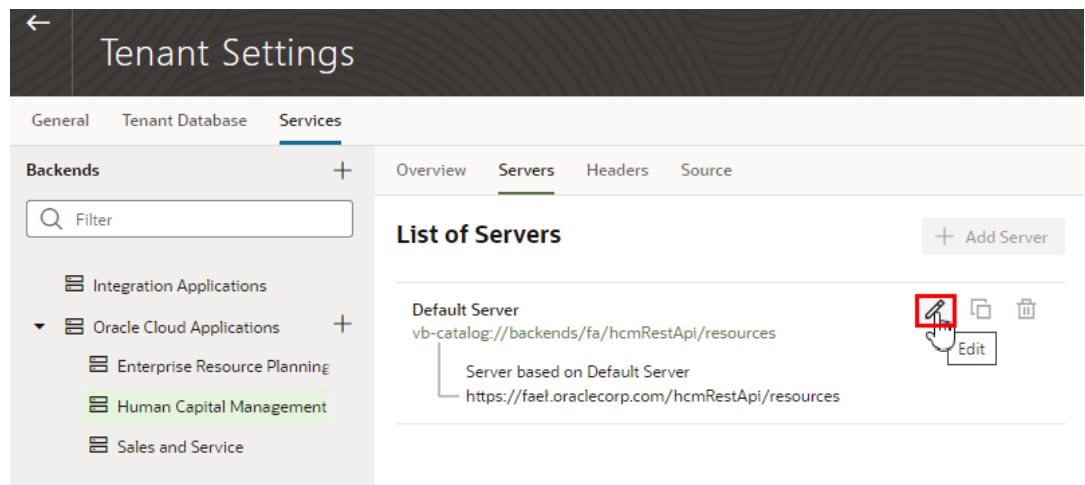 Tenant Settings
General Tenant Database Services
Backends
Filter
Integration Applications
Oracle Cloud Applications
Enterprise Resource Planning
Human Capital Management
Sales and Service
Overview Servers Headers Source
List of Servers
Add Server
Default Server
vb-catalog://backends/fa/hcmRestApi/resources
Edit
Server based on Default Server
https://faeł.oraclecorp.com/hcmRestApi/resources